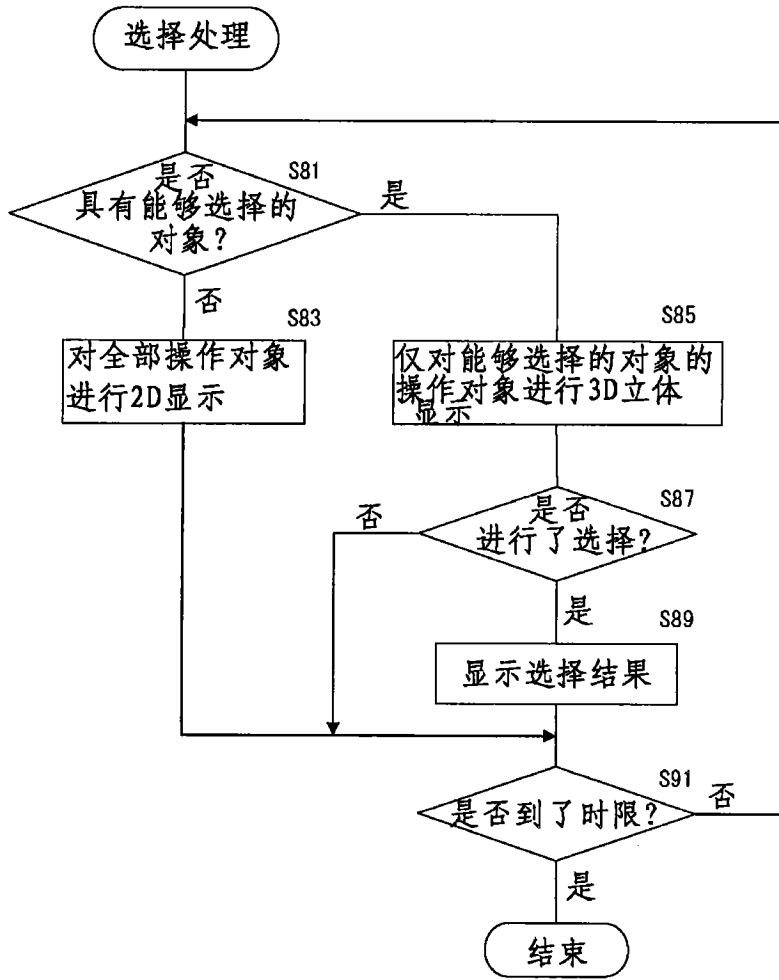 选择处理
S81
是否
具有能够选择的
对象？
是
否
S83
对全部操作对象
进行2D显示
S85
仅对能够选择的对象的
操作对象进行3D立体
显示
S87
是否
进行了选择？
否
是
S89
显示选择结果
S91
是否到了时限？
否
是
结束